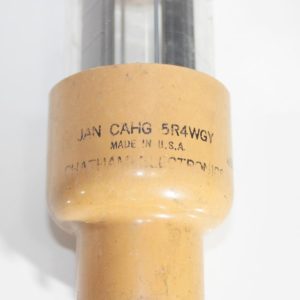 JAN CAHG 5R4WGY
MADE IN U.S.A.
CHATHAM ELECTRONICS